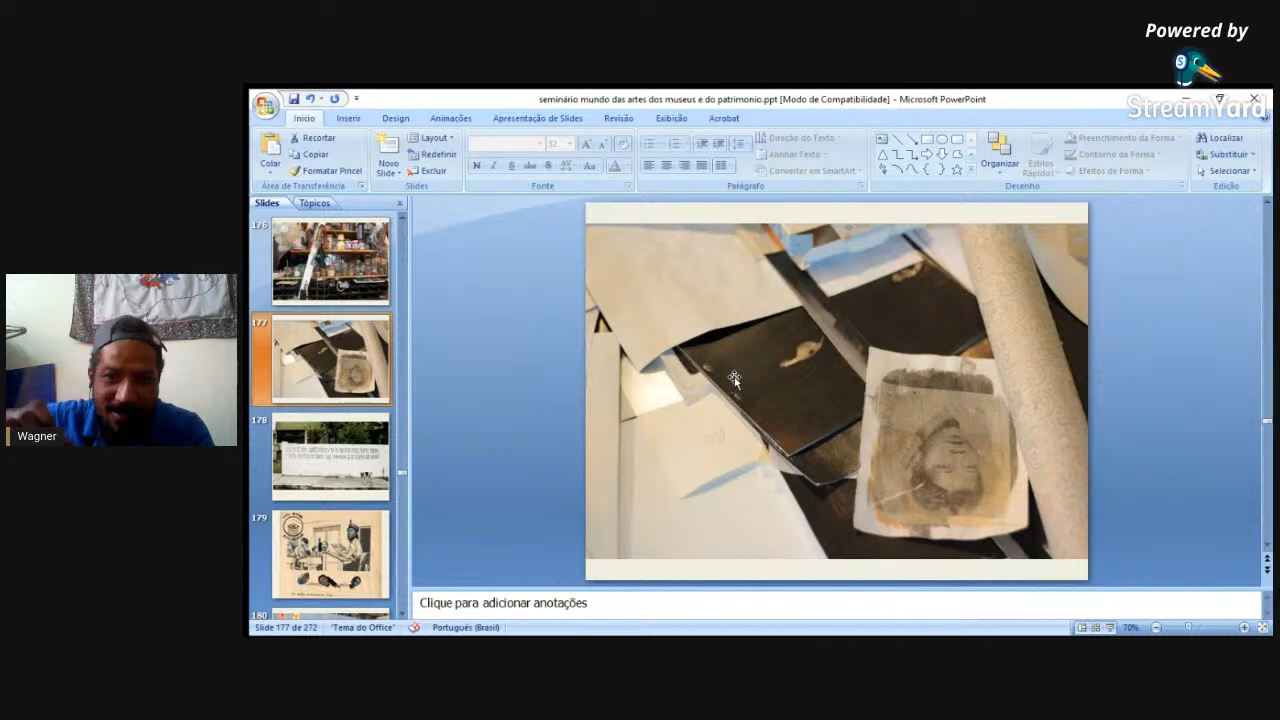 Powered by
StreamYard
seminário mundo das artes dos museus e do patrimonio.ppt [Modo de Compatibilidade] - Microsoft PowerPoint
Início Inserir Design Animações Apresentação de Slides Revisão Exibição Acrobat
Colar
Recortar
Copiar
Formatar Pincel
Área de Transferência
Novo
Slide
Layout
Redefinir
Excluir
Slides
32
N I S abc S AV Aa A
Fonte
Direção do Texto
Alinhar Texto
Converter em SmartArt
Parágrafo
Organizar
Estilos
Rápidos
Preenchimento da Forma
Contorno da Forma
Efeitos de Forma
Desenho
Localizar
Substituir
Selecionar
Edição
Slides Tópicos
176
177
178
179
180
Wagner
Clique para adicionar anotações
Slide 177 de 272 "Tema do Office" Português (Brasil) 70%